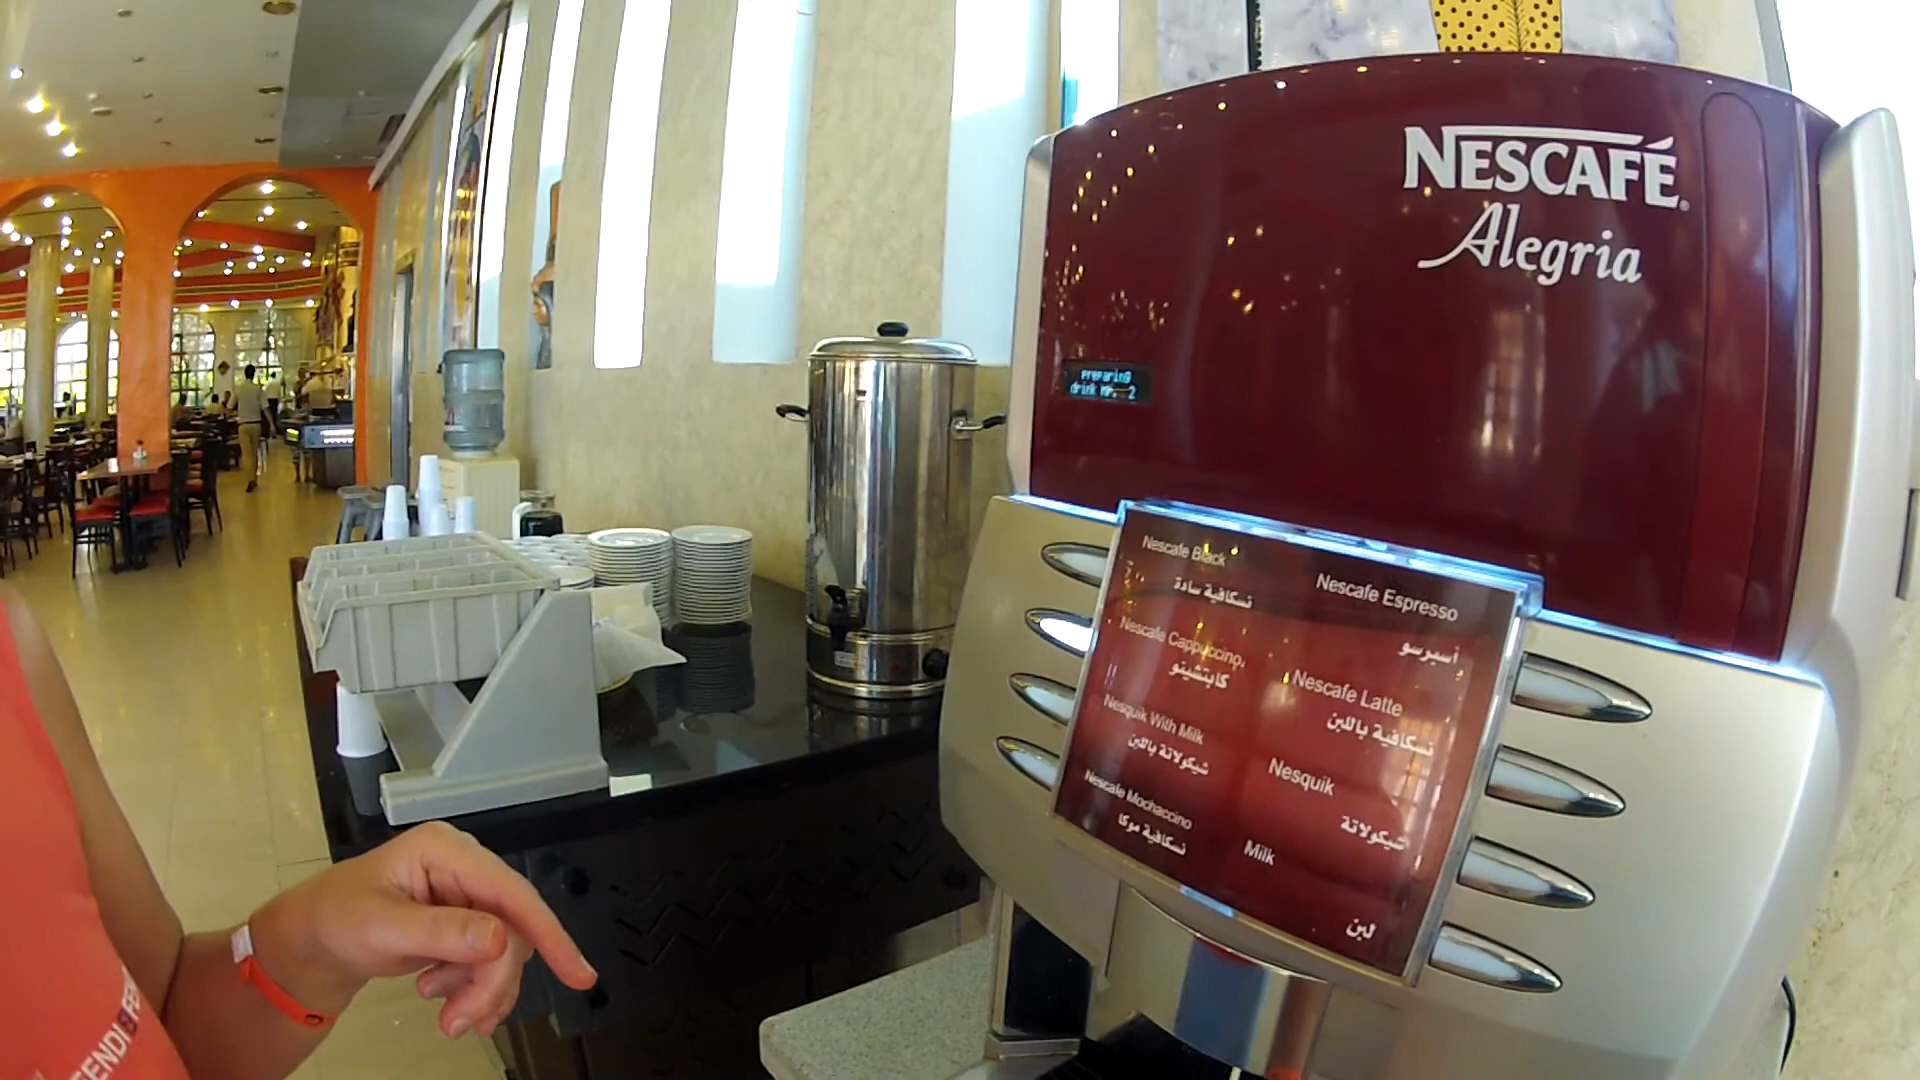 NESCAFÉ®
Alegria
preparing
drink Nr. 2
Nescafe Black
نسكافية سادة
Nescafe Espresso
أسبرسو
Nescafe Cappuccino
كابتشينو
Nescafe Latte
نسكافية باللبن
Nesquik With Milk
شيكولاتة باللبن
Nesquik
شيكولاتة
Nescafe Mochaccino
نسكافية موكا
Milk
لبن